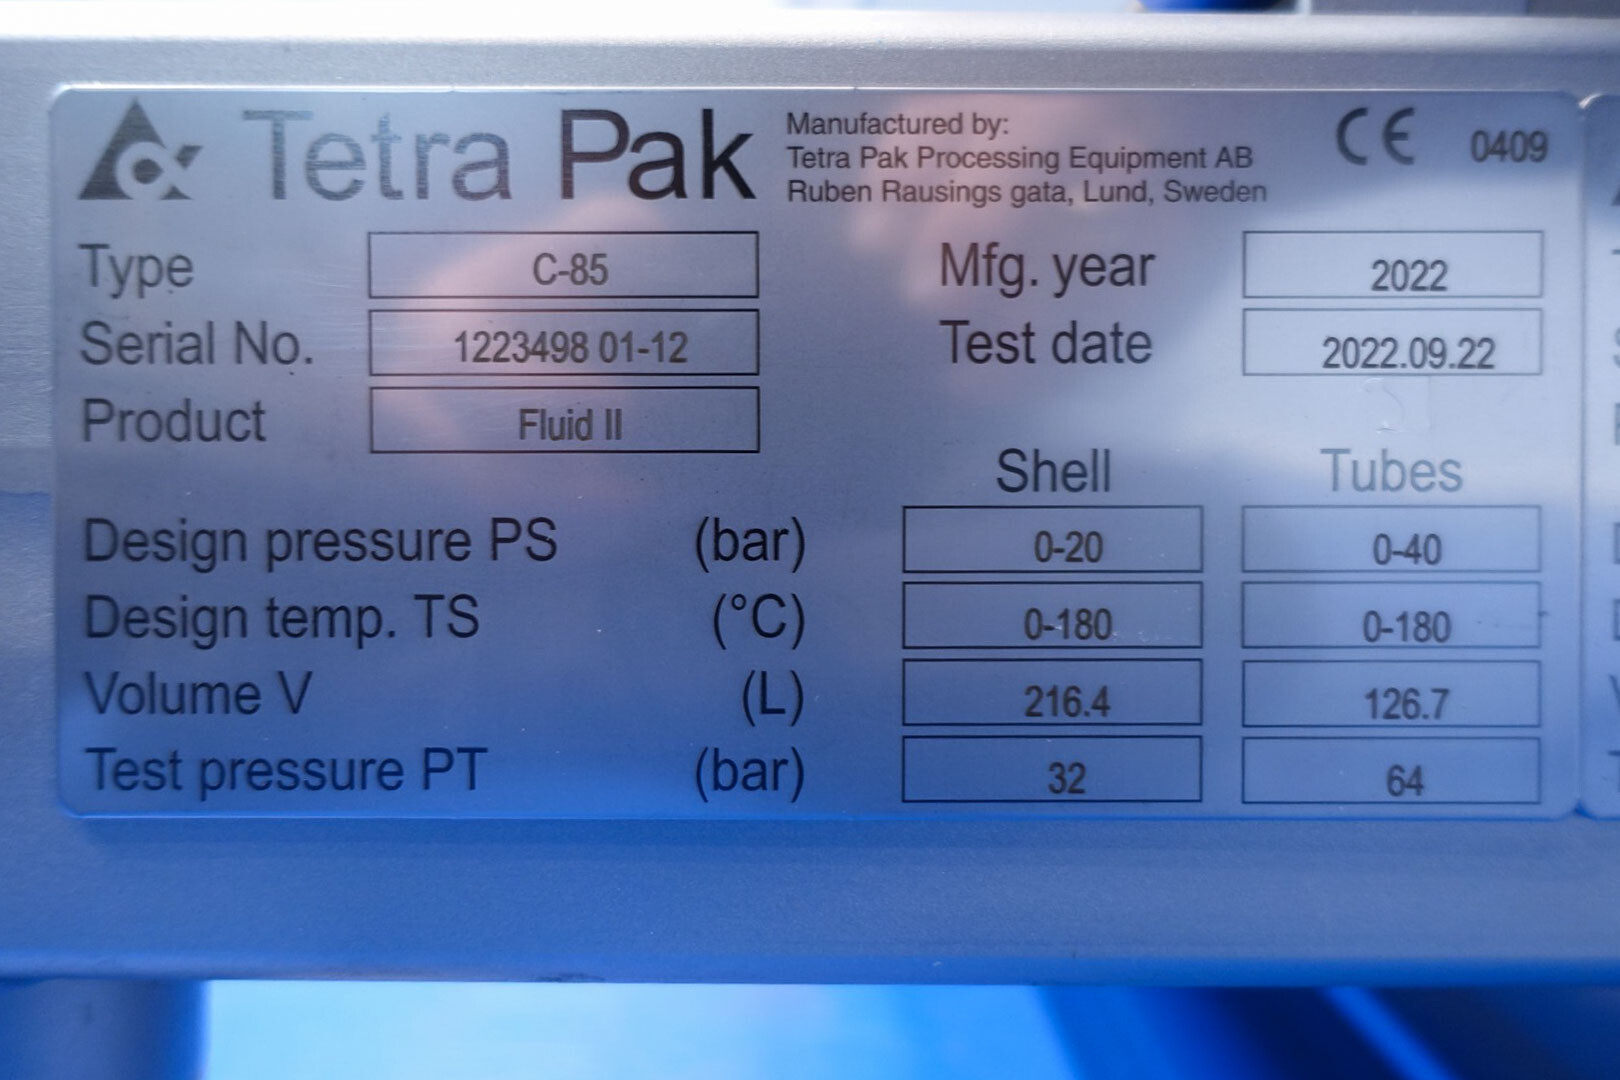 Tetra Pak
Manufactured by:
Tetra Pak Processing Equipment AB
Ruben Rausings gata, Lund, Sweden
CE 0409
Type C-85 Mfg. year 2022
Serial No. 1223498 01-12 Test date 2022.09.22
Product Fluid II
Shell Tubes
Design pressure PS (bar) 0-20 0-40
Design temp. TS (°C) 0-180 0-180
Volume V (L) 216.4 126.7
Test pressure PT (bar) 32 64